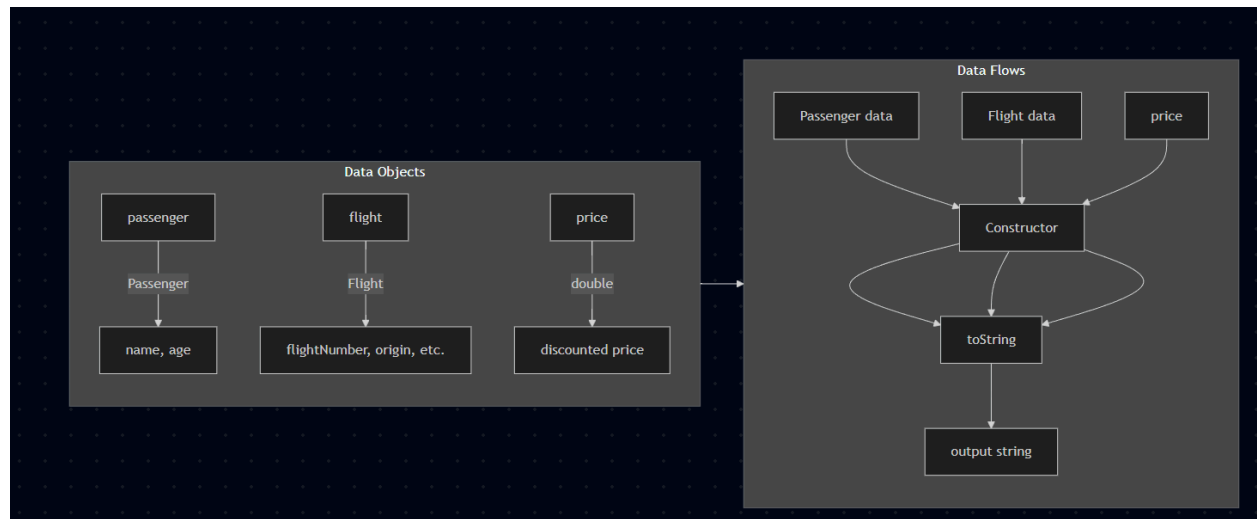 Data Objects
passenger
flight
price
Passenger
Flight
double
name, age
flightNumber, origin, etc.
discounted price
Data Flows
Passenger data
Flight data
price
Constructor
toString
output string